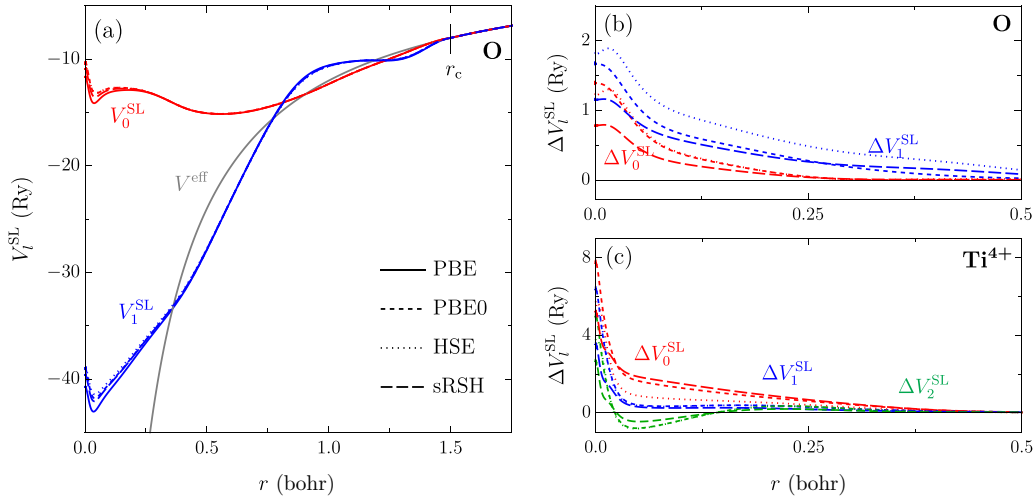 (a)
O
r_c
V_0^SL
V^eff
V_1^SL
PBE
PBE0
HSE
sRSH
−10
−20
−30
−40
V_l^SL (Ry)
0.0 0.5 1.0 1.5
r (bohr)
(b)
O
ΔV_1^SL
ΔV_0^SL
2
1
0
ΔV_l^SL (Ry)
0.0 0.25 0.5
(c)
Ti^4+
ΔV_0^SL
ΔV_1^SL
ΔV_2^SL
8
4
0
ΔV_l^SL (Ry)
0.0 0.25 0.5
r (bohr)